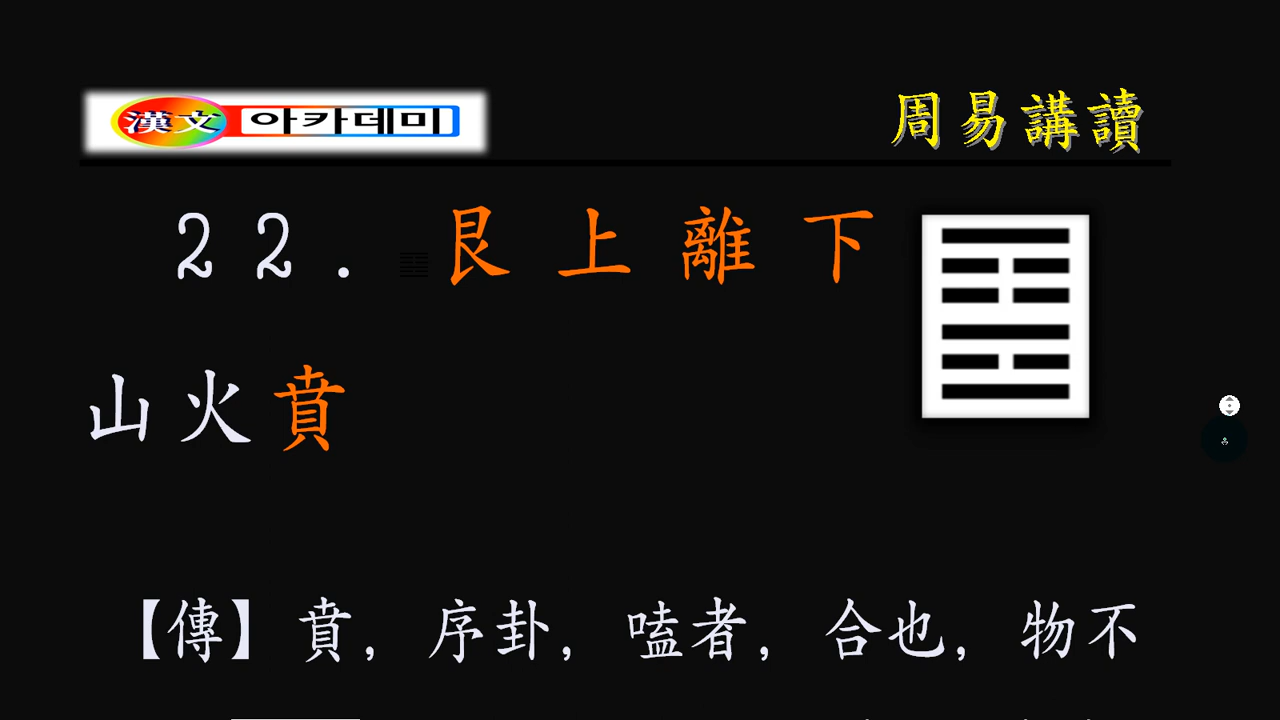 漢文 아카데미
周易講讀
22. ䷕ 艮上離下
山火賁
【傳】賁, 序卦, 嗑者, 合也, 物不